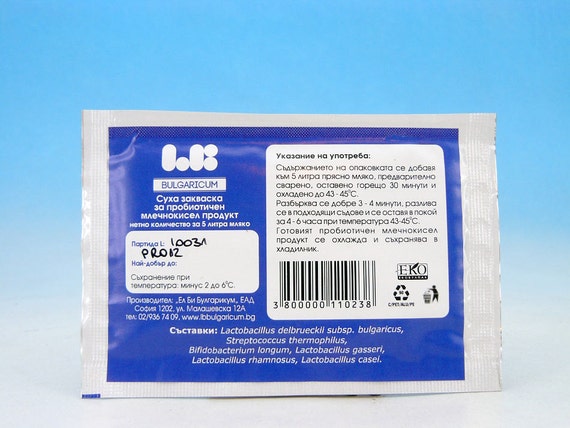 LBB
BULGARICUM
Суха закваска
за пробиотичен
млечнокисел продукт
нетно количество за 5 литра мляко
Партида L: 10031
PRO12
Най-добър до:
Съхранение при
температура: минус 2 до 6°C.
Производител: „Ел Би Булгарикум„ ЕАД
София 1202, ул. Малашевска 12А
тел: 02/936 74 09, www.lbbulgaricum.bg
Указание на употреба:
Съдържанието на опаковката се добавя
към 5 литра прясно мляко, предварително
сварено, оставено горещо 30 минути и
охладено до 43-45°C.
Разбърква се добре 3 - 4 минути, разлива
се в подходящи съдове и се оставя в покой
за 4 - 6 часа при температура 43-45°C.
Готовият пробиотичен млечнокисел
продукт се охлажда и съхранява в
хладилник.
3 800000 110238
ЕКО
C/PET/ALU/PE
Съставки: Lactobacillus delbrueckii subsp. bulgaricus,
Streptococcus thermophilus,
Bifidobacterium longum, Lactobacillus gasseri,
Lactobacillus rhamnosus, Lactobacillus casei.